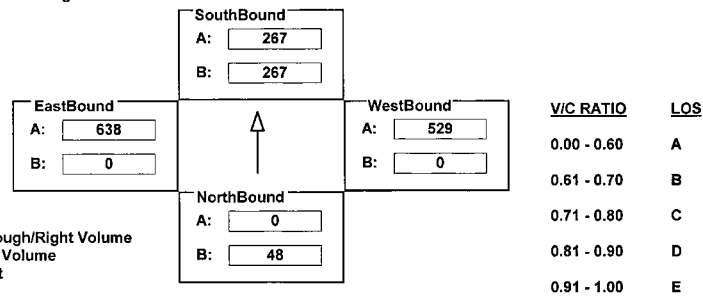 SouthBound
A: 267
B: 267
EastBound
A: 638
B: 0
WestBound
A: 529
B: 0
NorthBound
A: 0
B: 48
ough/Right Volume
Volume
t
V/C RATIO LOS
0.00 - 0.60 A
0.61 - 0.70 B
0.71 - 0.80 C
0.81 - 0.90 D
0.91 - 1.00 E